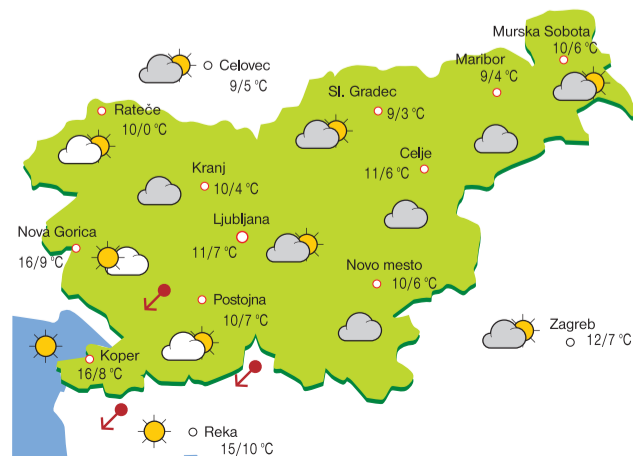 Murska Sobota
10/6 °C
Maribor
9/4 °C
Celovec
9/5 °C
Sl. Gradec
9/3 °C
Rateče
10/0 °C
Celje
11/6 °C
Kranj
10/4 °C
Ljubljana
11/7 °C
Nova Gorica
16/9 °C
Novo mesto
10/6 °C
Postojna
10/7 °C
Zagreb
12/7 °C
Koper
16/8 °C
Reka
15/10 °C